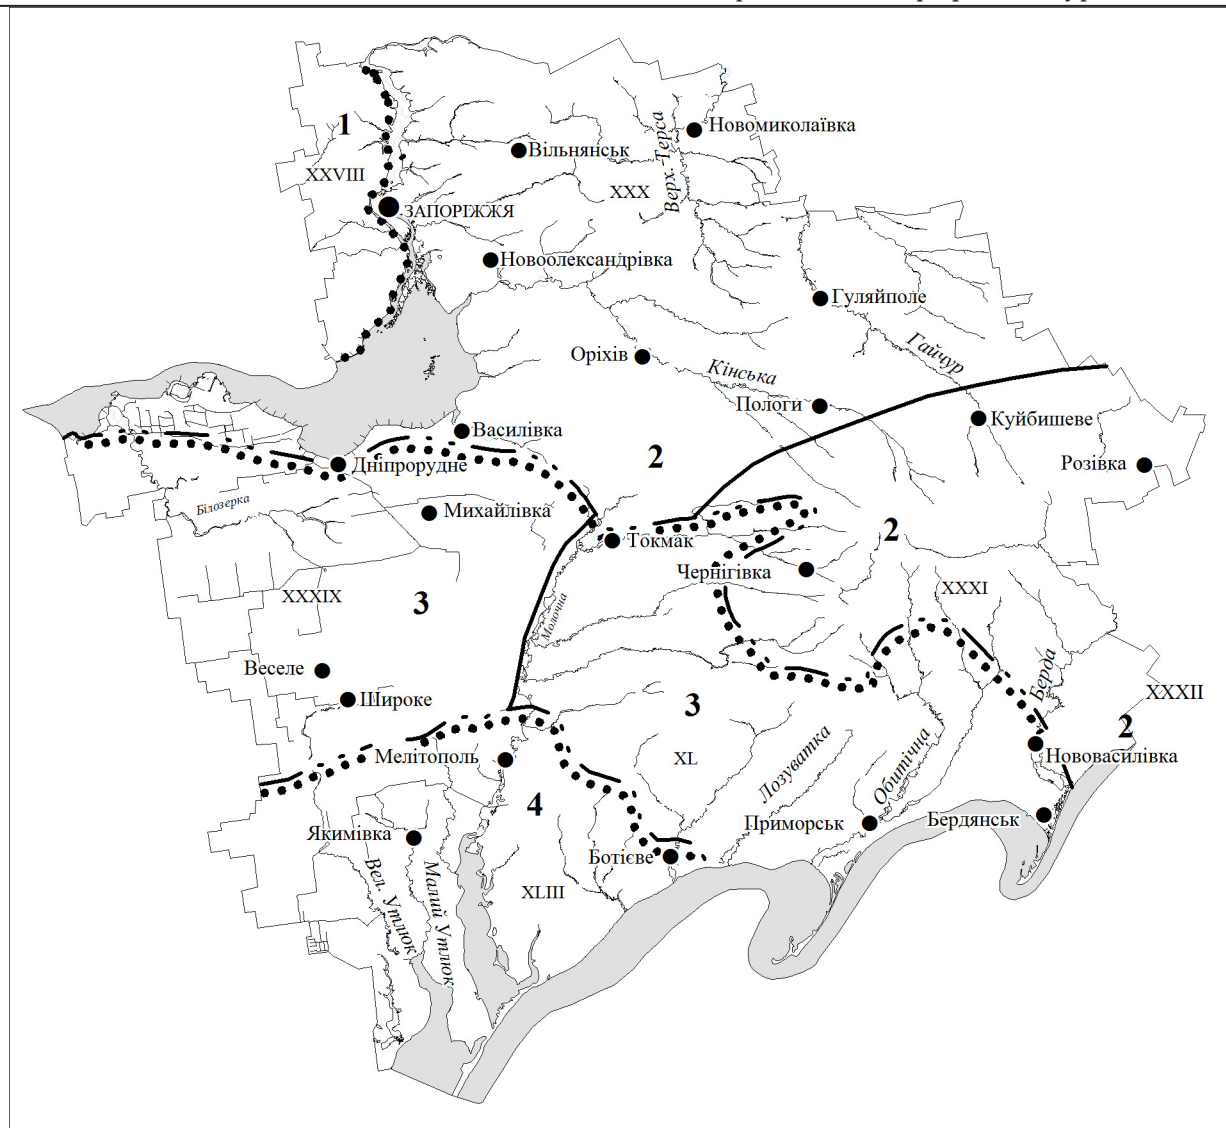 1
Новомиколаївка
Верх.-Терса
Вільнянськ
XXVIII
XXX
ЗАПОРІЖЖЯ
Новоолександрівка
Гуляйполе
Гайчур
Оріхів
Кінська
Пологи
Куйбишеве
Василівка
2
Розівка
Дніпрорудне
Білозерка
Михайлівка
2
Токмак
Чернігівка
XXXI
XXXIX
3
Молочна
Веселе
Берда
XXXII
Широке
3
2
Мелітополь
XL
Лозуватка
Обитічна
Нововасилівка
4
Якимівка
Приморськ
Бердянськ
Ботієве
Вел. Утлюк
Малий Утлюк
XLIII